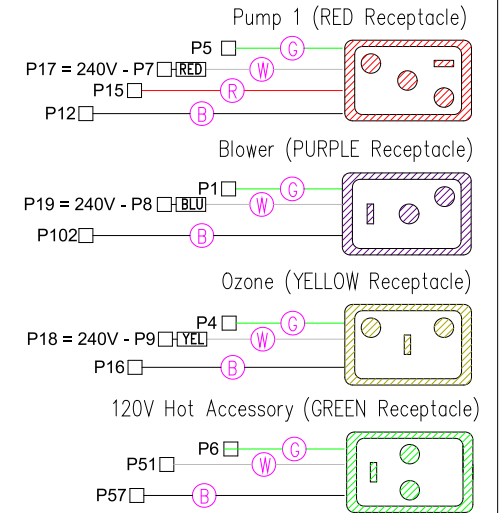 Pump 1 (RED Receptacle)
P5 G
P17 = 240V - P7 RED W
P15 R
P12 B
Blower (PURPLE Receptacle)
P1 G
P19 = 240V - P8 BLU W
P102 B
Ozone (YELLOW Receptacle)
P4 G
P18 = 240V - P9 YEL W
P16 B
120V Hot Accessory (GREEN Receptacle)
P6 G
P51 W
P57 B